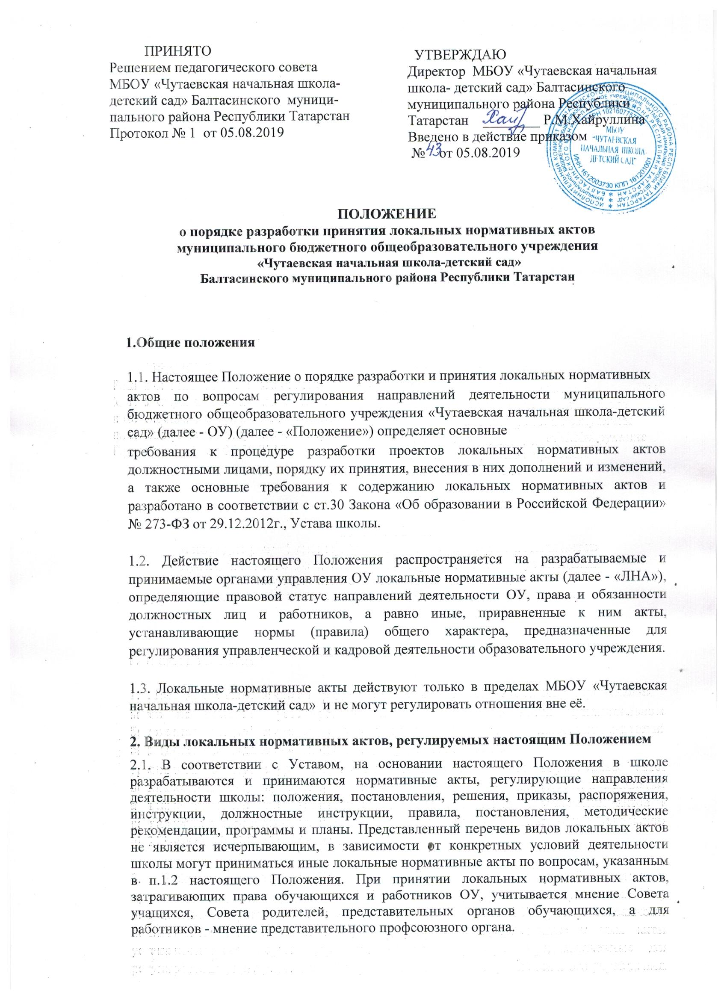 ПРИНЯТО
Решением педагогического совета
МБОУ «Чутаевская начальная школа-
детский сад» Балтасинского муници-
пального района Республики Татарстан
Протокол № 1 от 05.08.2019
УТВЕРЖДАЮ
Директор МБОУ «Чутаевская начальная
школа- детский сад» Балтасинского
муниципального района Республики
Татарстан ________ Р.М.Хайруллина
Введено в действие приказом
№ 43 от 05.08.2019
МБОУ
"ЧУТАЕВСКАЯ
НАЧАЛЬНАЯ ШКОЛА-
ДЕТСКИЙ САД"
ИНН 1612003730 КПП 161201001
ПОЛОЖЕНИЕ
о порядке разработки принятия локальных нормативных актов
муниципального бюджетного общеобразовательного учреждения
«Чутаевская начальная школа-детский сад»
Балтасинского муниципального района Республики Татарстан
1.Общие положения
1.1. Настоящее Положение о порядке разработки и принятия локальных нормативных
актов по вопросам регулирования направлений деятельности муниципального
бюджетного общеобразовательного учреждения «Чутаевская начальная школа-детский
сад» (далее - ОУ) (далее - «Положение») определяет основные
требования к процедуре разработки проектов локальных нормативных актов
должностными лицами, порядку их принятия, внесения в них дополнений и изменений,
а также основные требования к содержанию локальных нормативных актов и
разработано в соответствии с ст.30 Закона «Об образовании в Российской Федерации»
№ 273-ФЗ от 29.12.2012г., Устава школы.
1.2. Действие настоящего Положения распространяется на разрабатываемые и
принимаемые органами управления ОУ локальные нормативные акты (далее - «ЛНА»),
определяющие правовой статус направлений деятельности ОУ, права и обязанности
должностных лиц и работников, а равно иные, приравненные к ним акты,
устанавливающие нормы (правила) общего характера, предназначенные для
регулирования управленческой и кадровой деятельности образовательного учреждения.
1.3. Локальные нормативные акты действуют только в пределах МБОУ «Чутаевская
начальная школа-детский сад» и не могут регулировать отношения вне её.
2. Виды локальных нормативных актов, регулируемых настоящим Положением
2.1. В соответствии с Уставом, на основании настоящего Положения в школе
разрабатываются и принимаются нормативные акты, регулирующие направления
деятельности школы: положения, постановления, решения, приказы, распоряжения,
инструкции, должностные инструкции, правила, постановления, методические
рекомендации, программы и планы. Представленный перечень видов локальных актов
не является исчерпывающим, в зависимости от конкретных условий деятельности
школы могут приниматься иные локальные нормативные акты по вопросам, указанным
в п.1.2 настоящего Положения. При принятии локальных нормативных актов,
затрагивающих права обучающихся и работников ОУ, учитывается мнение Совета
учащихся, Совета родителей, представительных органов обучающихся, а для
работников - мнение представительного профсоюзного органа.